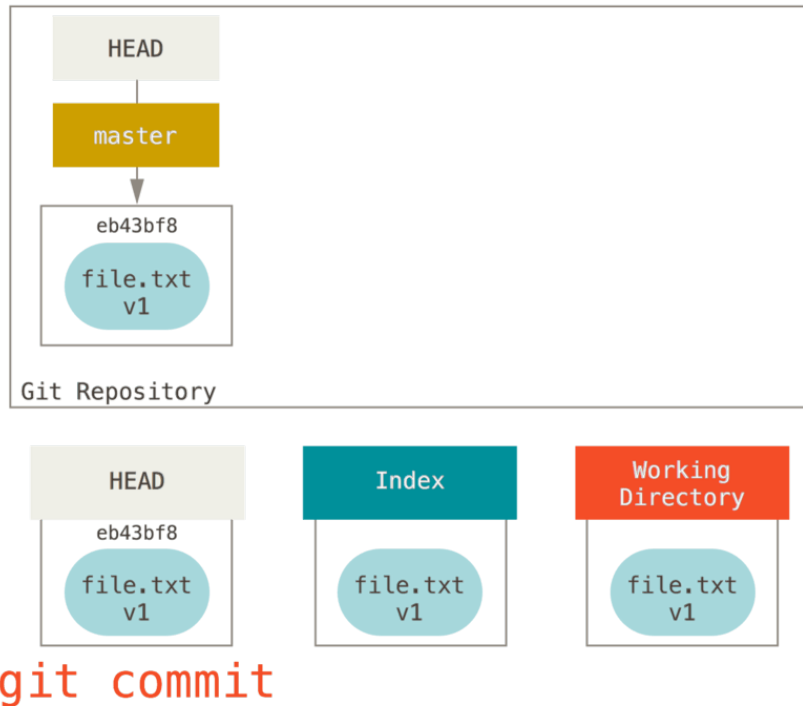 HEAD
master
eb43bf8
file.txt
v1
Git Repository
HEAD
Index
Working
Directory
eb43bf8
file.txt
v1
file.txt
v1
file.txt
v1
git commit